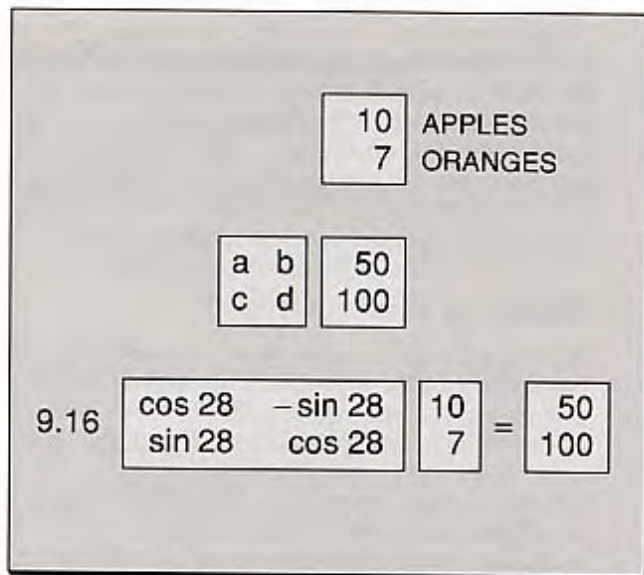 10 APPLES
7 ORANGES
a b 50
c d 100
9.16 cos 28 −sin 28 10 = 50
sin 28 cos 28 7 100